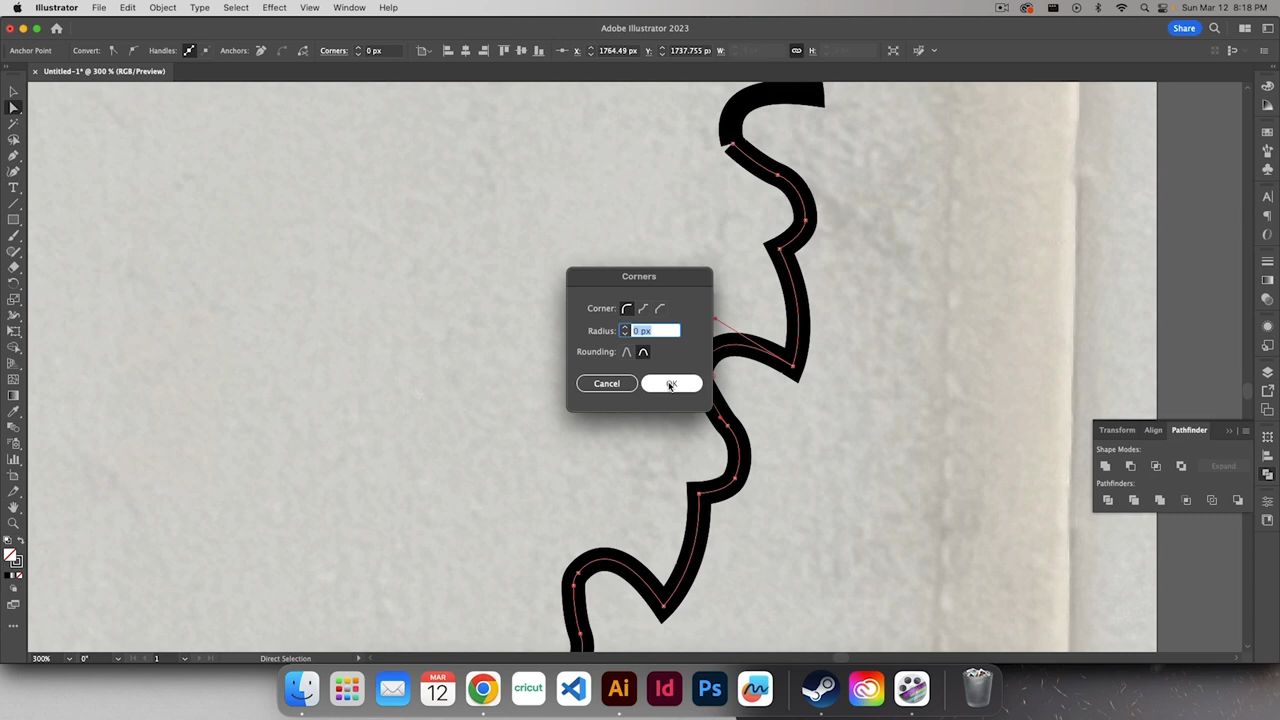 Illustrator File Edit Object Type Select Effect View Window Help
Sun Mar 12 8:18 PM
Adobe Illustrator 2023
Share
Anchor Point Convert: Handles: Anchors: Corners: 0 px X: 1764.49 px Y: 1737.755 px W: H:
× Untitled-1* @ 300 % (RGB/Preview)
Corners
Corner:
Radius: 0 px
Rounding:
Cancel OK
Transform Align Pathfinder
Shape Modes:
Expand
Pathfinders:
300% 0° 1 Direct Selection
MAR
12
cricut
Ai
Id
Ps